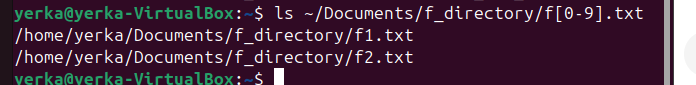 yerka@yerka-VirtualBox:~$ ls ~/Documents/f_directory/f[0-9].txt
/home/yerka/Documents/f_directory/f1.txt
/home/yerka/Documents/f_directory/f2.txt
yerka@yerka-VirtualBox:~$